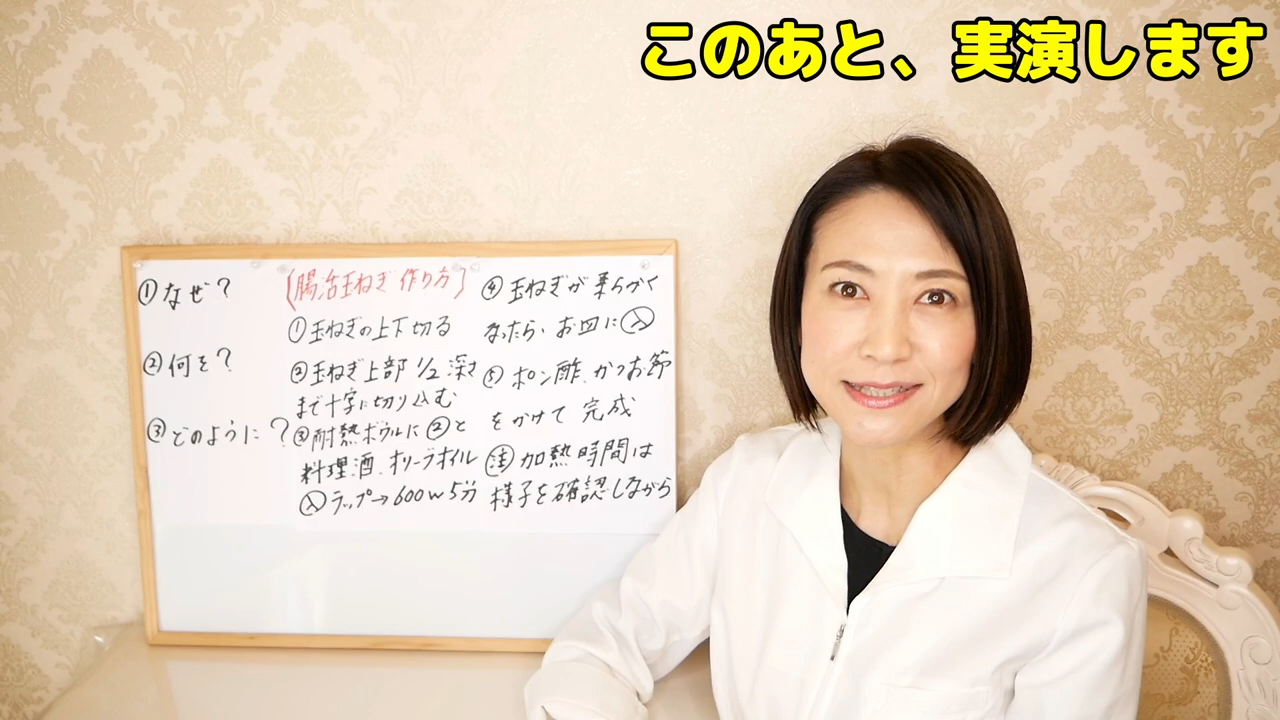 このあと、実演します
①なぜ?
②何を?
③どのように?
〔腸活玉ねぎ 作り方〕
①玉ねぎの上下切る
②玉ねぎ上部 1/2 深さ
まで十字に切り込む
③耐熱ボウルに②と
料理酒、オリーブオイル
㋐ラップ→600w5分
④玉ねぎが柔らかく
なったら、お皿に㋐
⑤ポン酢、かつお節
をかけて 完成
㊟加熱時間は
様子を確認しながら